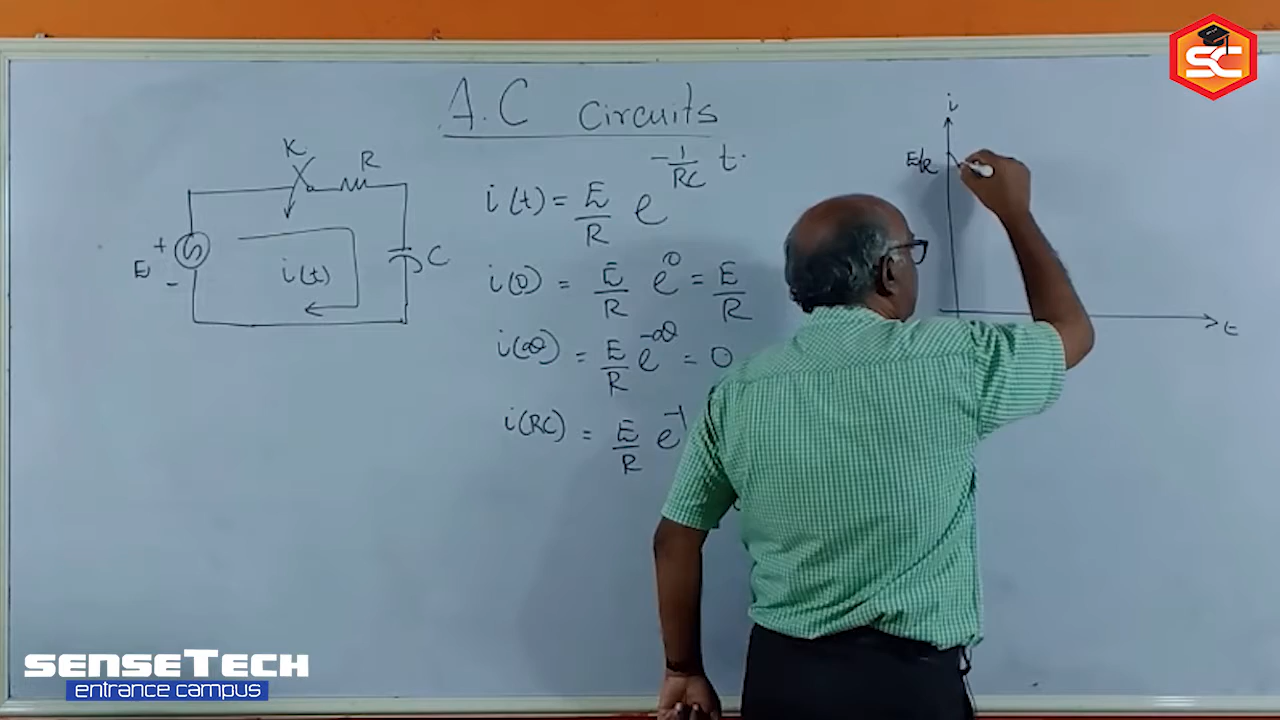 A.C Circuits
K
R
E
+
-
i(t)
C
i(t) = E/R e^(-1/RC t).
i(0) = E/R e^0 = E/R
i(∞) = E/R e^-∞ = 0
i(RC) = E/R e^-1
i
E/R
t
SC
SENSETECH
entrance campus